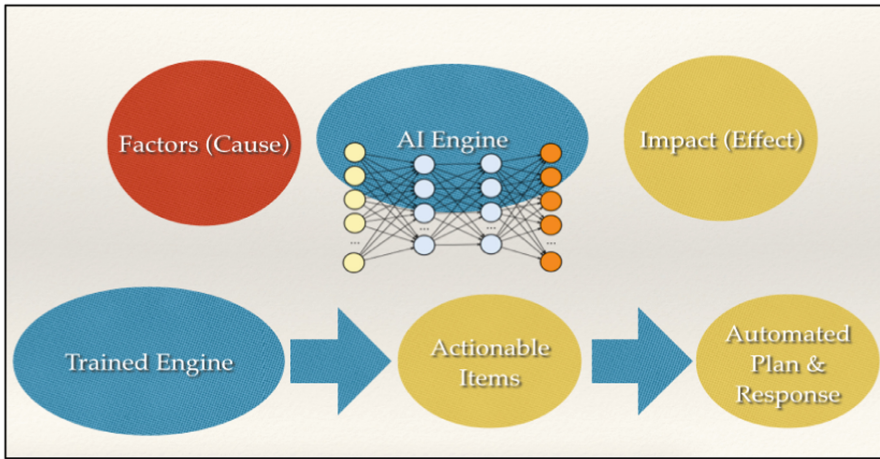 Factors (Cause)
AI Engine
Impact (Effect)
...
...
...
...
Trained Engine
Actionable
Items
Automated
Plan &
Response